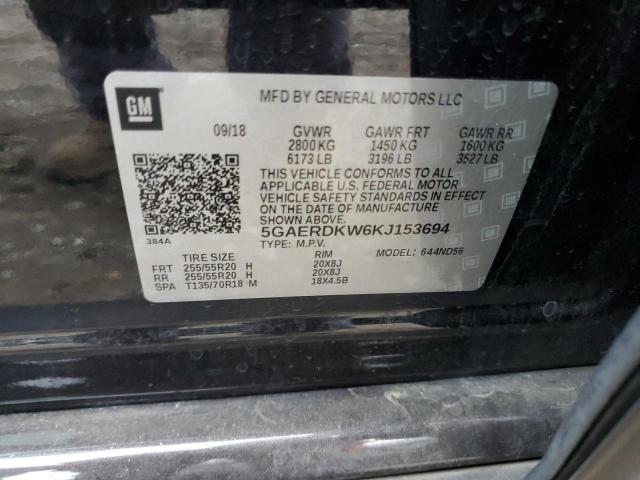 GM
MFD BY GENERAL MOTORS LLC
09/18 GVWR GAWR FRT GAWR RR
2800 KG 1450 KG 1600 KG
6173 LB 3196 LB 3527 LB
THIS VEHICLE CONFORMS TO ALL
APPLICABLE U.S. FEDERAL MOTOR
VEHICLE SAFETY STANDARDS IN EFFECT
ON THE DATE OF MANUFACTURE
SHOWN ABOVE.
384A 5GAERDKW6KJ153694
TYPE: M.P.V. MODEL: 644ND56
TIRE SIZE RIM
FRT 255/55R20 H 20X8J
RR 255/55R20 H 20X8J
SPA T135/70R18 M 18X4.5B